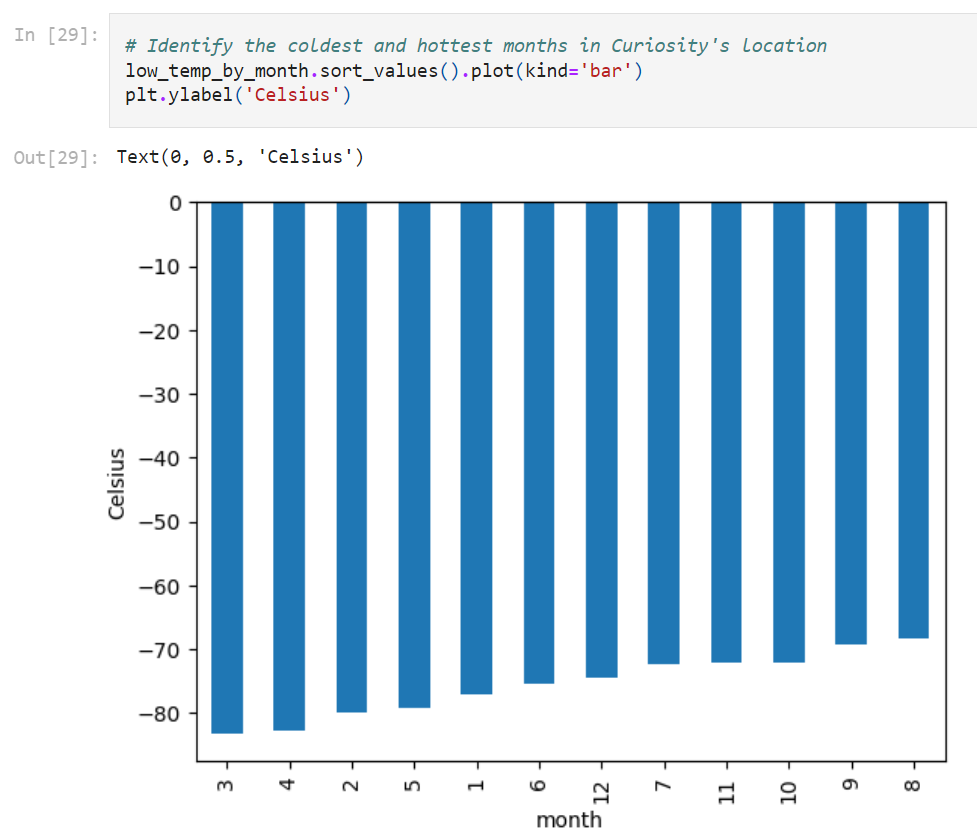 In [29]:
# Identify the coldest and hottest months in Curiosity's location
low_temp_by_month.sort_values().plot(kind='bar')
plt.ylabel('Celsius')
Out[29]: Text(0, 0.5, 'Celsius')
0
−10
−20
−30
−40
−50
−60
−70
−80
Celsius
3 4 2 5 1 6 12 7 11 10 9 8
month